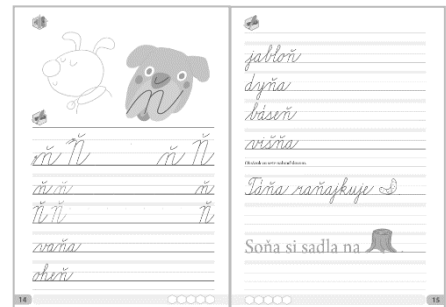 ň Ň ň Ň
ň ň ň
Ň Ň Ň
vaňa
oheň
14
jabloň
dyňa
báseň
višňa
Táňa raňajkuje
Soňa si sadla na .
15